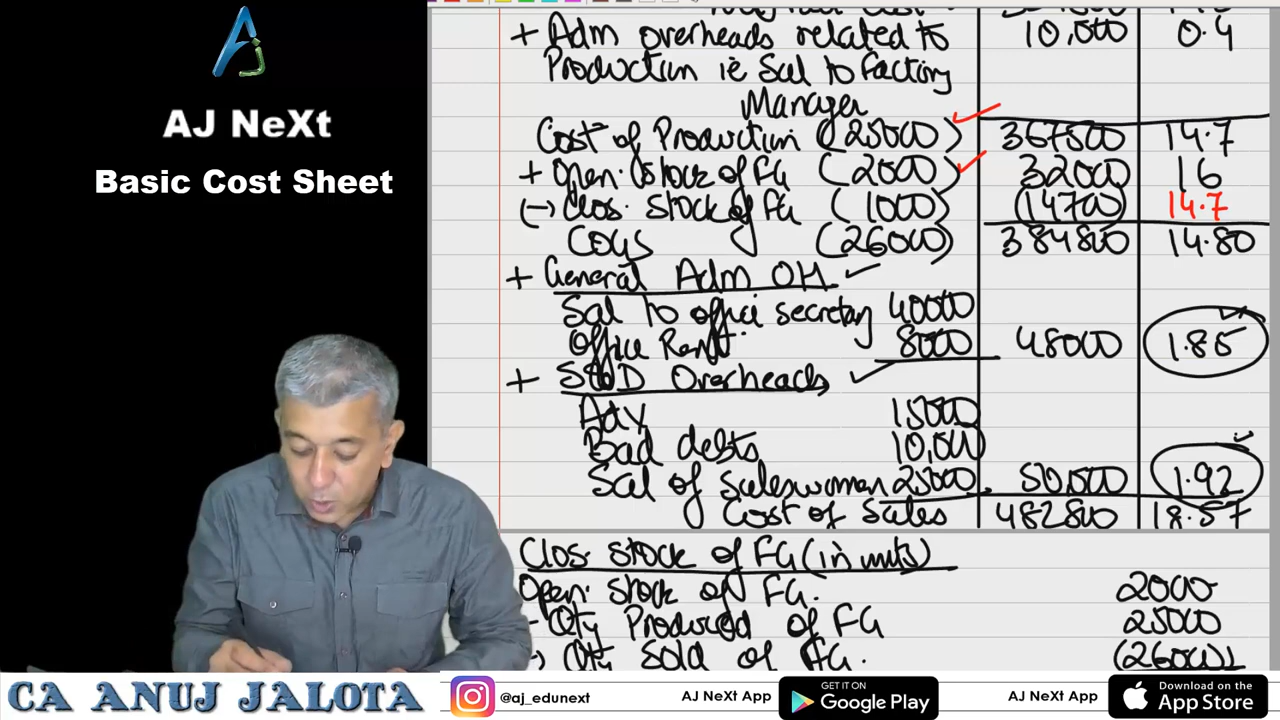 AJ NeXt
Basic Cost Sheet
+ Adm overheads related to 10,000 0.4
Production ie Sal to factory
Manager
Cost of Production (25000) 367500 14.7
+ Open. Stock of FG (2000) 32000 16
(-) Clos. Stock of FG (1000) (14700) 14.7
COGS (26000) 384800 14.80
+ General Adm OH
Sal to office secretary 40000
Office Rent 8000 48000 1.85
+ S&D Overheads
Adv 15000
Bad debts 10,000
Sal of saleswoman 25000 50,000 1.92
Cost of Sales 482800 18.57
Clos. Stock of FG (in units)
Open. Stock of FG. 2000
Qty Produced of FG 25000
Qty Sold of FG. (26000)
CA ANUJ JALOTA
@aj_edunext
AJ NeXt App
GET IT ON
Google Play
AJ NeXt App
Download on the
App Store